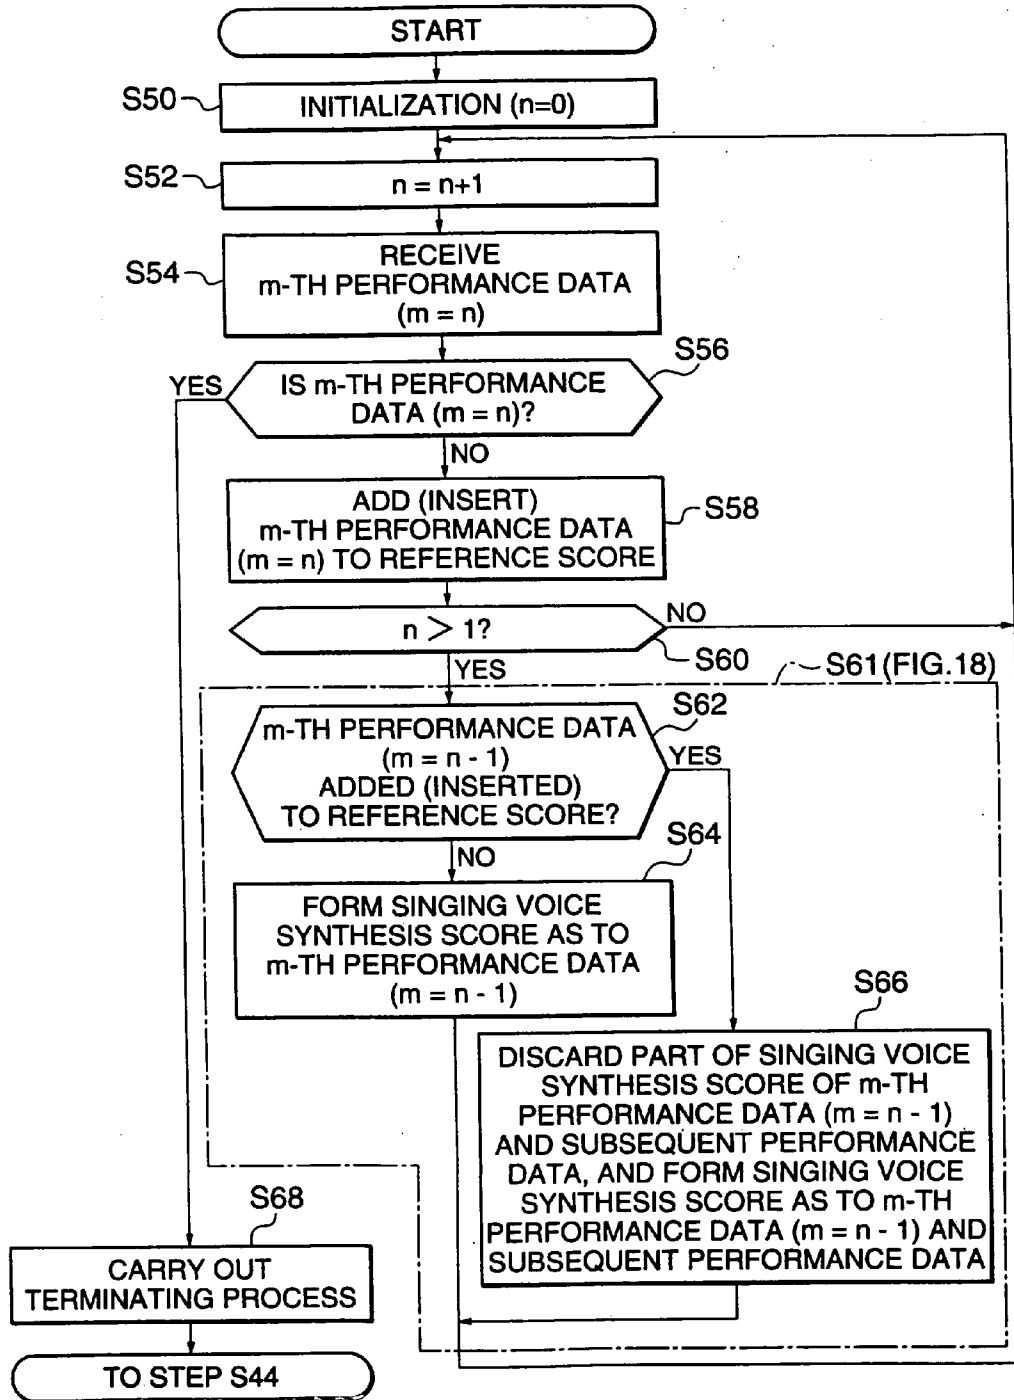 START
S50
INITIALIZATION (n=0)
S52
n = n+1
S54
RECEIVE
m-TH PERFORMANCE DATA
(m = n)
S56
YES
IS m-TH PERFORMANCE
DATA (m = n)?
NO
S58
ADD (INSERT)
m-TH PERFORMANCE DATA
(m = n) TO REFERENCE SCORE
n > 1?
NO
S60
YES
S61(FIG.18)
S62
m-TH PERFORMANCE DATA
(m = n - 1)
ADDED (INSERTED)
TO REFERENCE SCORE?
YES
NO
S64
FORM SINGING VOICE
SYNTHESIS SCORE AS TO
m-TH PERFORMANCE DATA
(m = n - 1)
S66
DISCARD PART OF SINGING VOICE
SYNTHESIS SCORE OF m-TH
PERFORMANCE DATA (m = n - 1)
AND SUBSEQUENT PERFORMANCE
DATA, AND FORM SINGING VOICE
SYNTHESIS SCORE AS TO m-TH
PERFORMANCE DATA (m = n - 1) AND
SUBSEQUENT PERFORMANCE DATA
S68
CARRY OUT
TERMINATING PROCESS
TO STEP S44